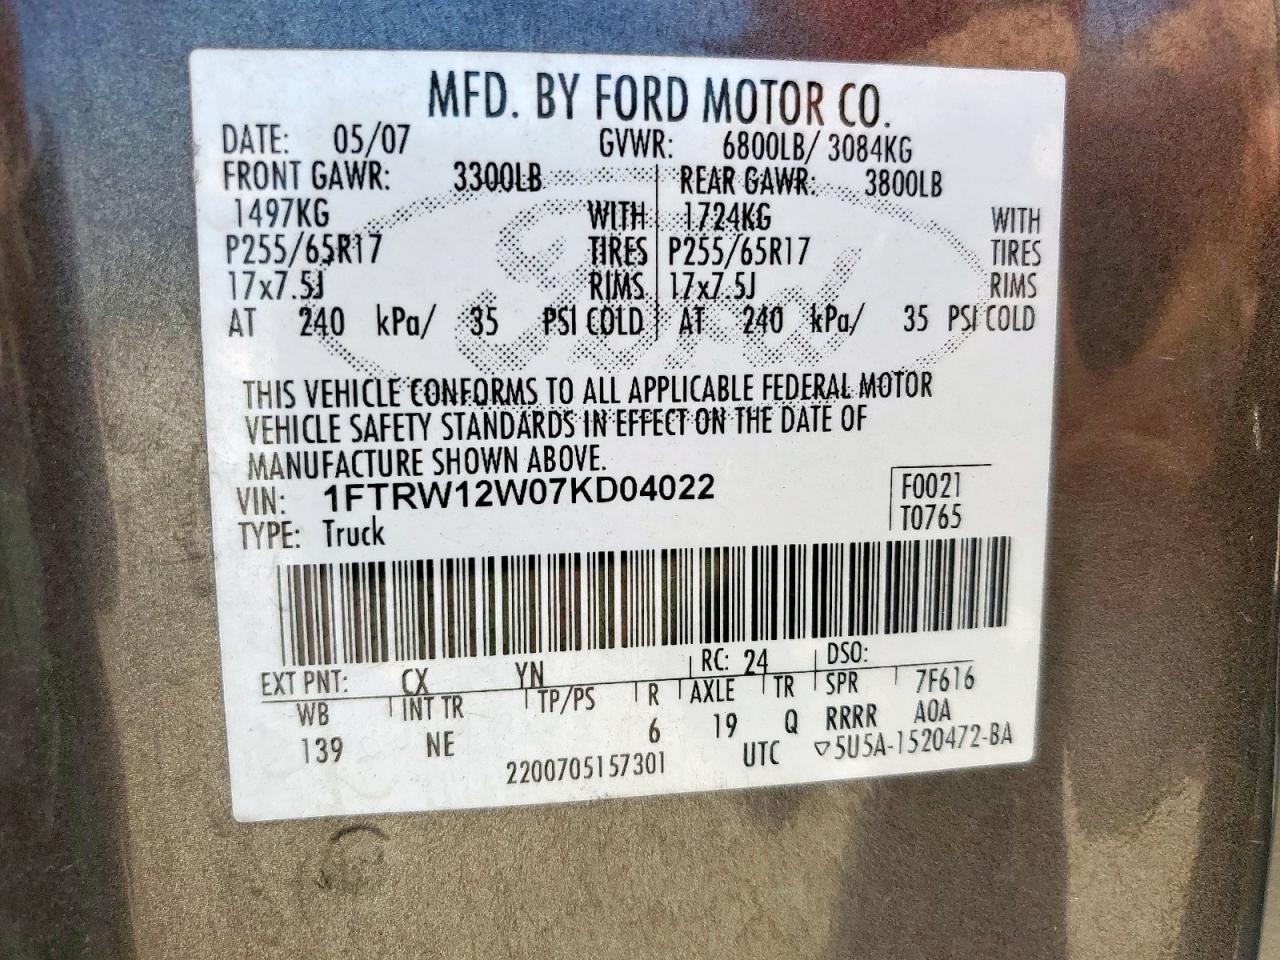 MFD. BY FORD MOTOR CO.
DATE: 05/07 GVWR: 6800LB/ 3084KG
FRONT GAWR: 3300LB REAR GAWR: 3800LB
1497KG WITH 1724KG WITH
P255/65R17 TIRES P255/65R17 TIRES
17x7.5J RIMS 17x7.5J RIMS
AT 240 kPa/ 35 PSI COLD AT 240 kPa/ 35 PSI COLD
Ford
THIS VEHICLE CONFORMS TO ALL APPLICABLE FEDERAL MOTOR
VEHICLE SAFETY STANDARDS IN EFFECT ON THE DATE OF
MANUFACTURE SHOWN ABOVE.
VIN: 1FTRW12W07KD04022 F0021
TYPE: Truck T0765
EXT PNT: CX YN RC: 24 DSO:
WB INT TR TP/PS R AXLE TR SPR 7F616
139 NE 6 19 Q RRRR AOA
2200705157301 UTC ▽5U5A-1520472-BA